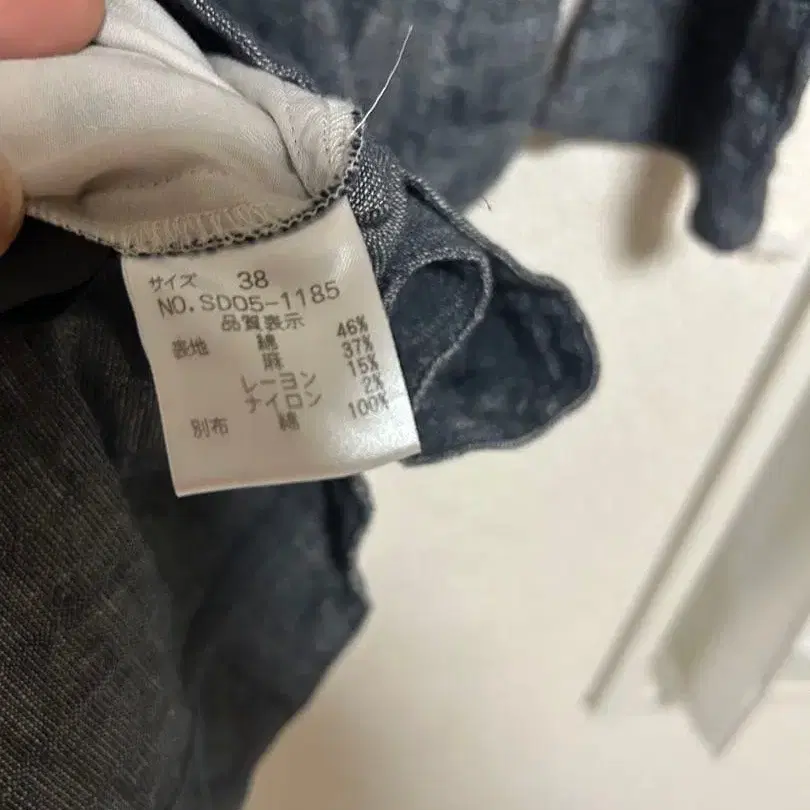 サイズ 38
NO.SD05-1185
品質表示
表地 綿 46%
麻 37%
レーヨン 15%
ナイロン 2%
別布 綿 100%